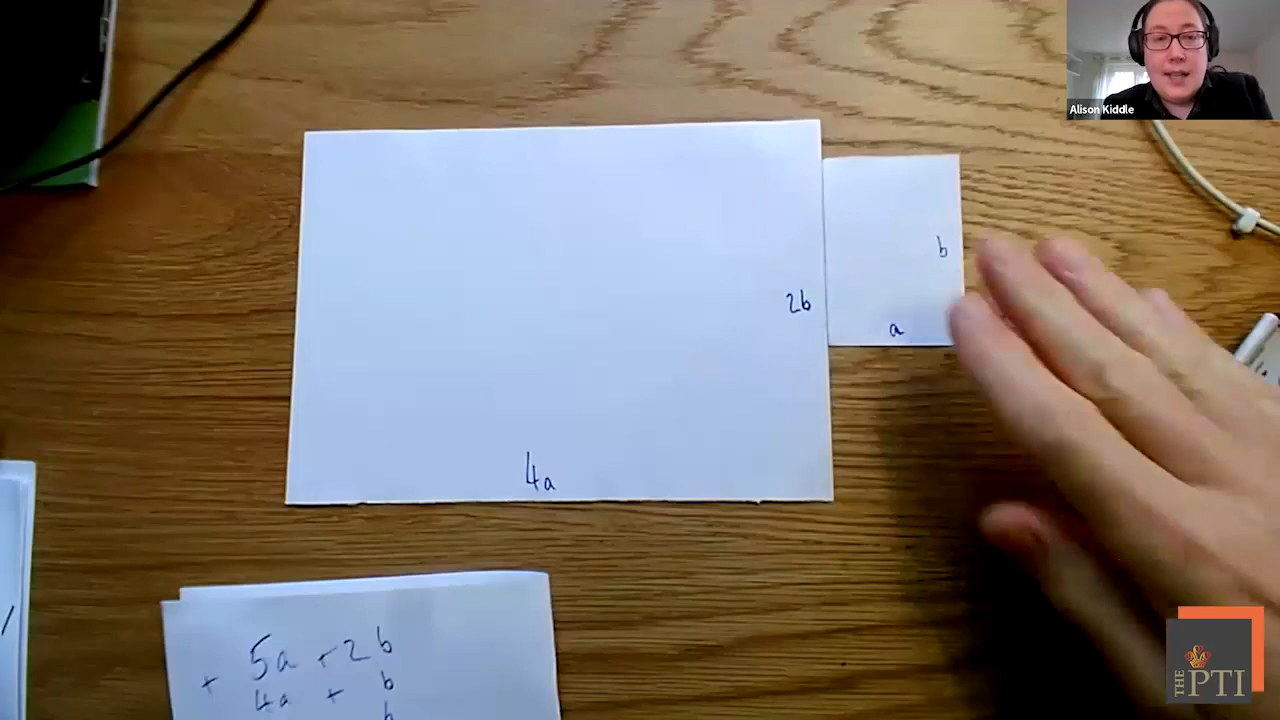 Alison Kiddle
b
2b
a
4a
5a + 2b
+ 4a + b
b
THE PTI